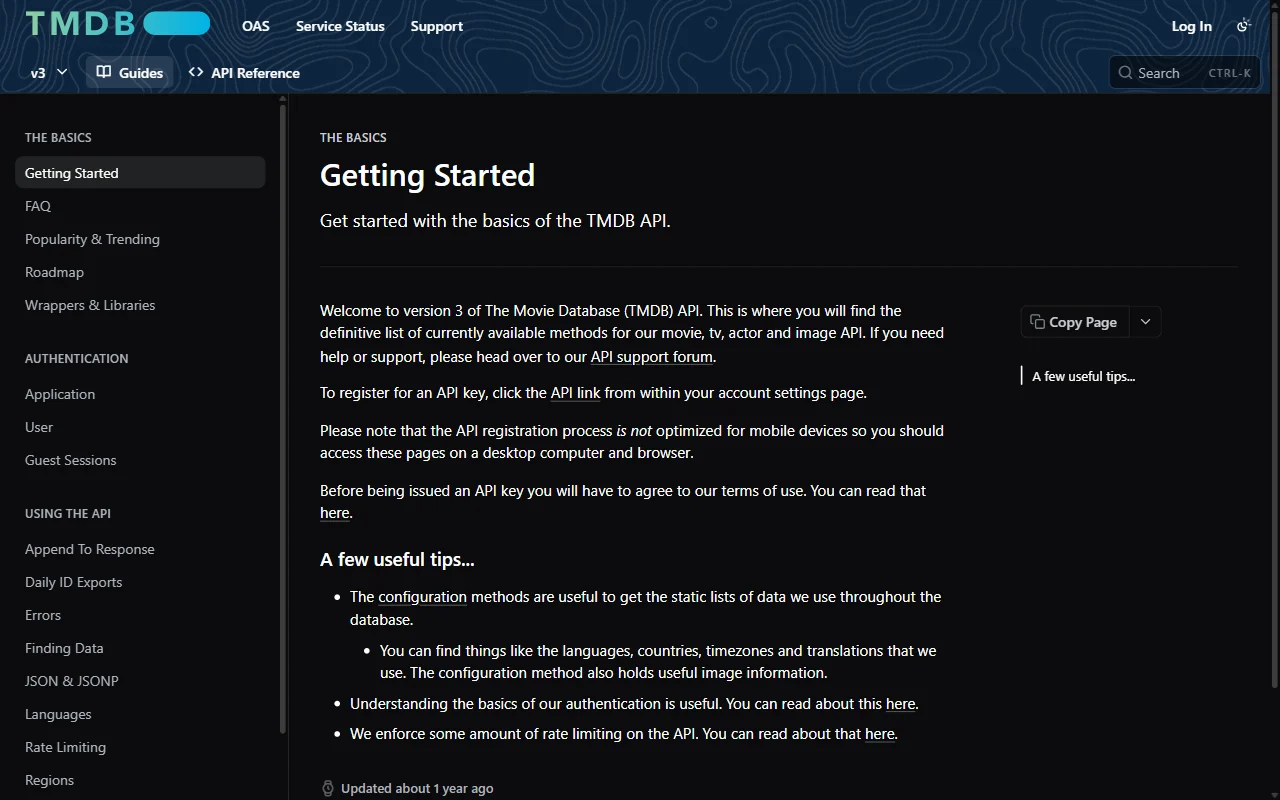 TMDB OAS Service Status Support Log In
v3 Guides API Reference Search CTRL-K
THE BASICS
Getting Started
FAQ
Popularity & Trending
Roadmap
Wrappers & Libraries
AUTHENTICATION
Application
User
Guest Sessions
USING THE API
Append To Response
Daily ID Exports
Errors
Finding Data
JSON & JSONP
Languages
Rate Limiting
Regions
THE BASICS
Getting Started
Get started with the basics of the TMDB API.
Welcome to version 3 of The Movie Database (TMDB) API. This is where you will find the
definitive list of currently available methods for our movie, tv, actor and image API. If you need
help or support, please head over to our API support forum.
To register for an API key, click the API link from within your account settings page.
Please note that the API registration process is not optimized for mobile devices so you should
access these pages on a desktop computer and browser.
Before being issued an API key you will have to agree to our terms of use. You can read that
here.
A few useful tips...
• The configuration methods are useful to get the static lists of data we use throughout the
database.
• You can find things like the languages, countries, timezones and translations that we
use. The configuration method also holds useful image information.
• Understanding the basics of our authentication is useful. You can read about this here.
• We enforce some amount of rate limiting on the API. You can read about that here.
Updated about 1 year ago
Copy Page
A few useful tips...